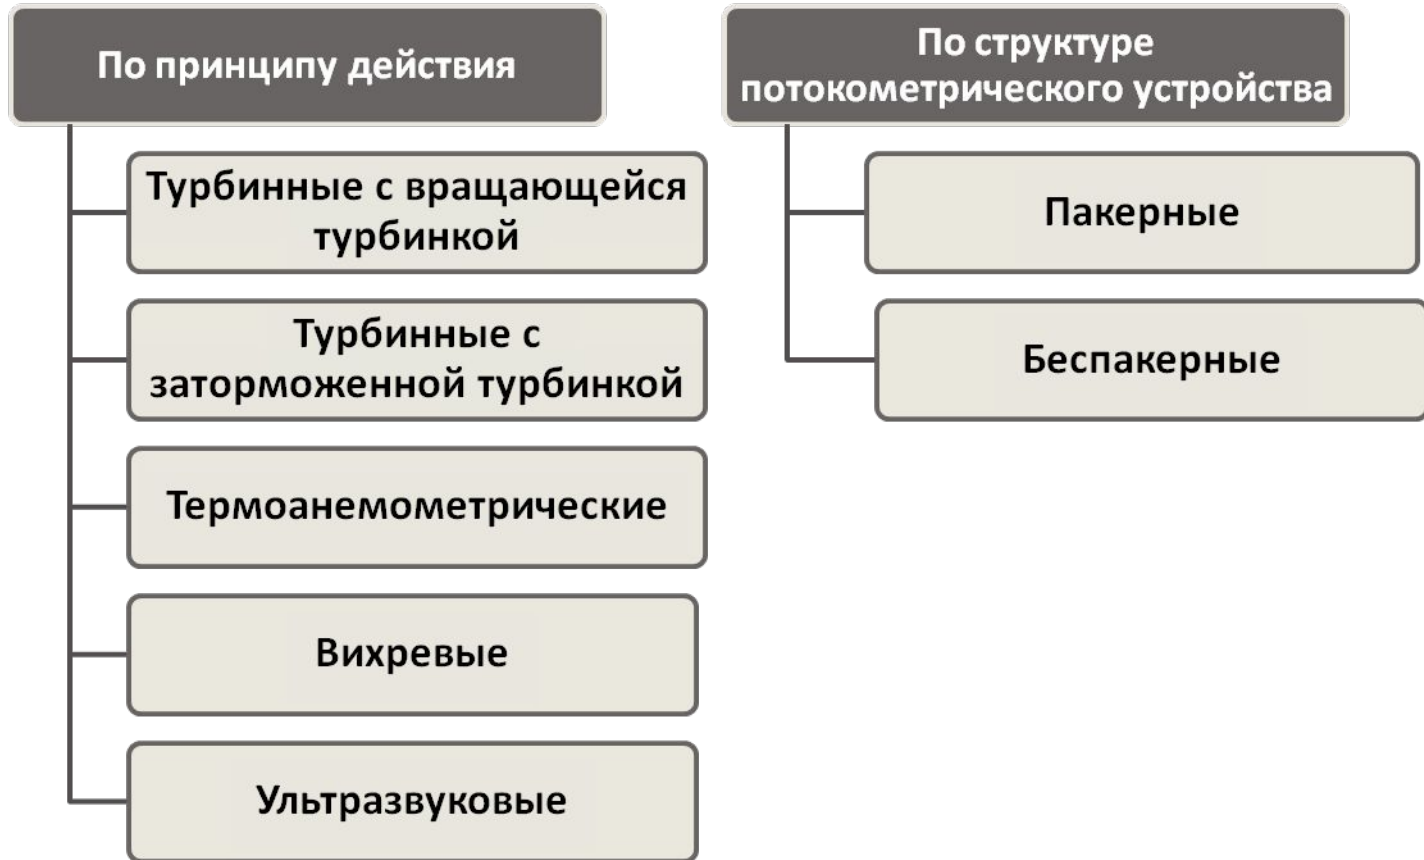 По принципу действия
Турбинные с вращающейся
турбинкой
Турбинные с
заторможенной турбинкой
Термоанемометрические
Вихревые
Ультразвуковые
По структуре
потокометрического устройства
Пакерные
Беспакерные